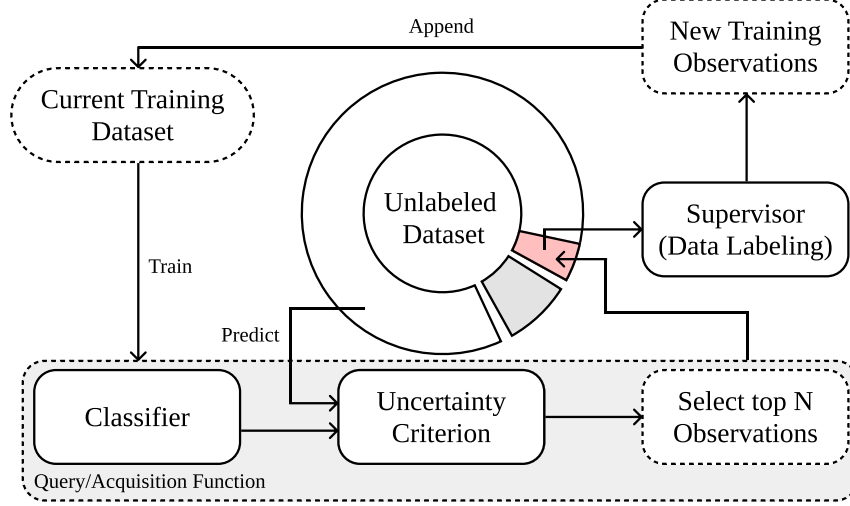 Append
New Training
Observations
Current Training
Dataset
Unlabeled
Dataset
Supervisor
(Data Labeling)
Train
Predict
Classifier
Uncertainty
Criterion
Select top N
Observations
Query/Acquisition Function